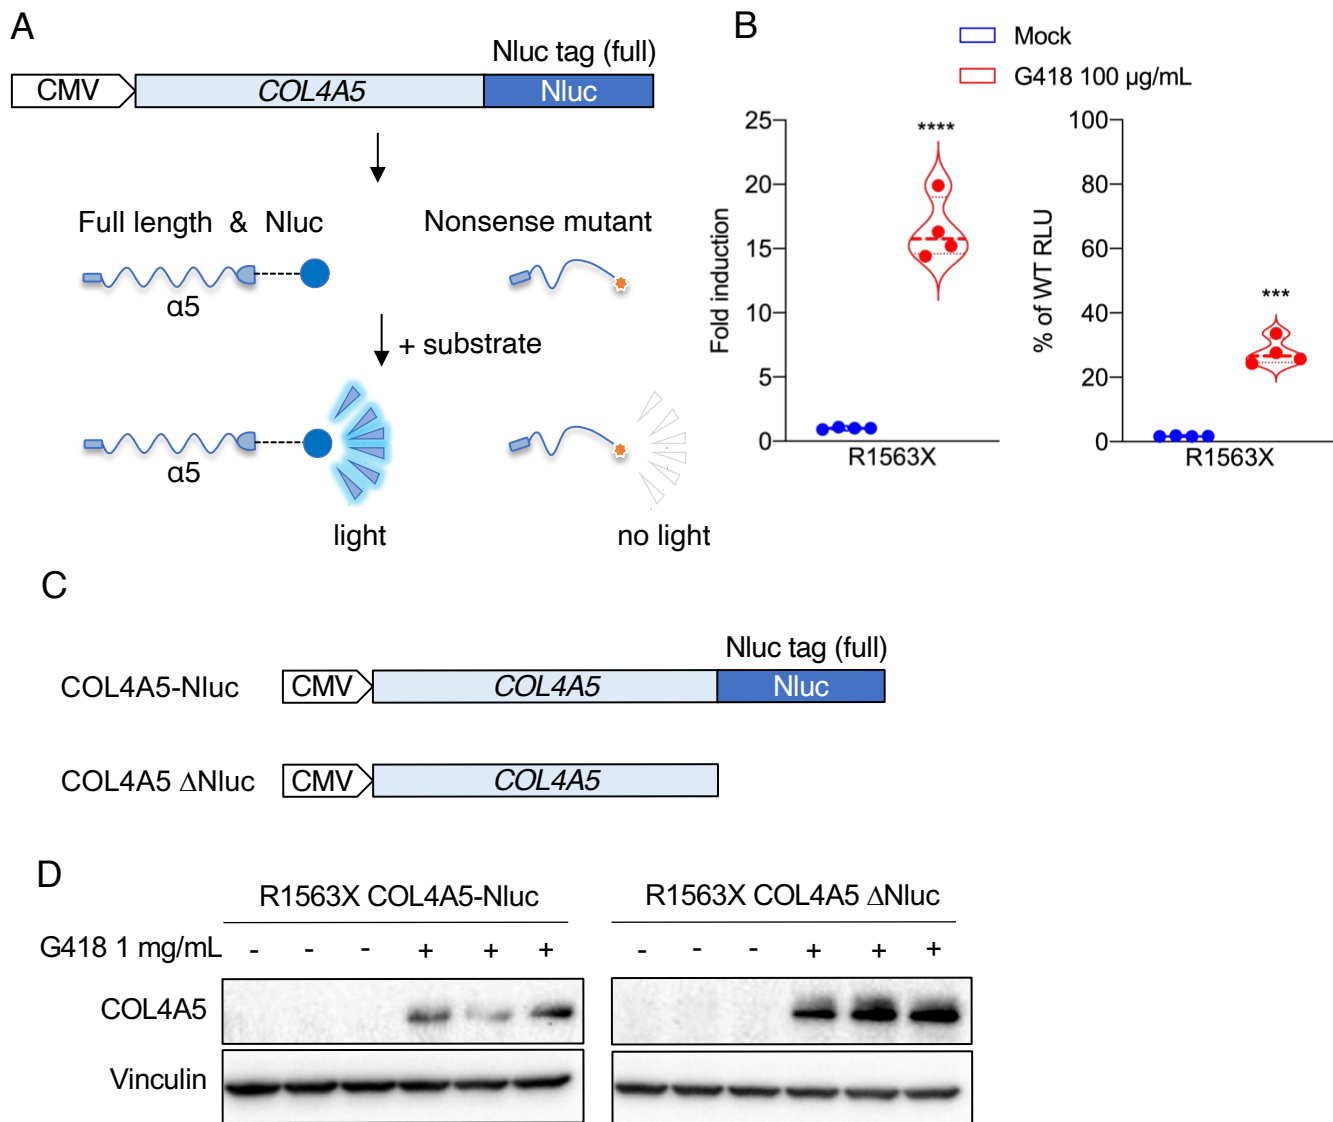 A
Nluc tag (full)
CMV
COL4A5
Nluc
Full length & Nluc
Nonsense mutant
α5
+ substrate
α5
light
no light
B
Mock
G418 100 µg/mL
Fold induction
25
20
15
10
5
0
****
R1563X
% of WT RLU
100
80
60
40
20
0
***
R1563X
C
Nluc tag (full)
COL4A5-Nluc
CMV
COL4A5
Nluc
COL4A5 ΔNluc
CMV
COL4A5
D
R1563X COL4A5-Nluc
R1563X COL4A5 ΔNluc
G418 1 mg/mL - - - + + + - - - + + +
COL4A5
Vinculin